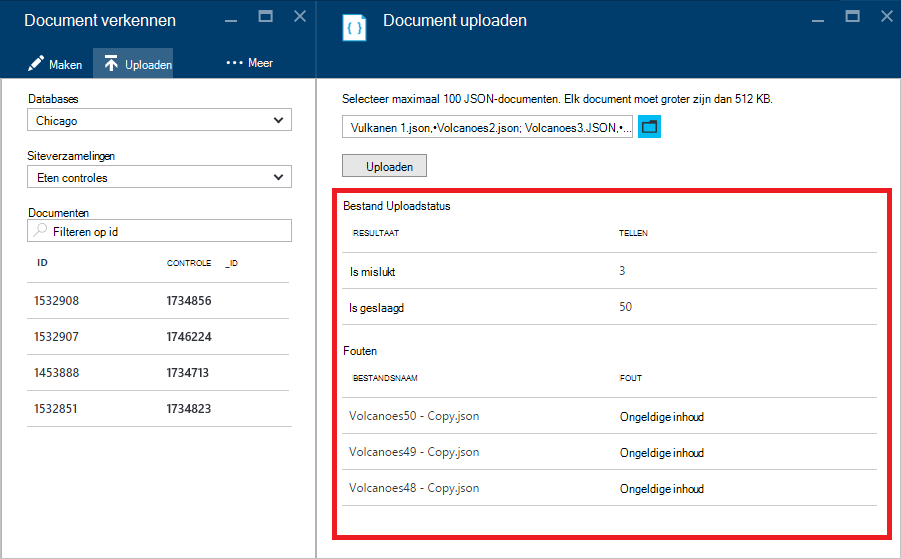 Document verkennen
Maken Uploaden ••• Meer
Databases
Chicago
Siteverzamelingen
Eten controles
Documenten
Filteren op id
ID CONTROLE _ID
1532908 1734856
1532907 1746224
1453888 1734713
1532851 1734823
Document uploaden
Selecteer maximaal 100 JSON-documenten. Elk document moet groter zijn dan 512 KB.
Vulkanen 1.json,•Volcanoes2.json; Volcanoes3.JSON,•...
Uploaden
Bestand Uploadstatus
RESULTAAT TELLEN
Is mislukt 3
Is geslaagd 50
Fouten
BESTANDSNAAM FOUT
Volcanoes50 - Copy.json Ongeldige inhoud
Volcanoes49 - Copy.json Ongeldige inhoud
Volcanoes48 - Copy.json Ongeldige inhoud